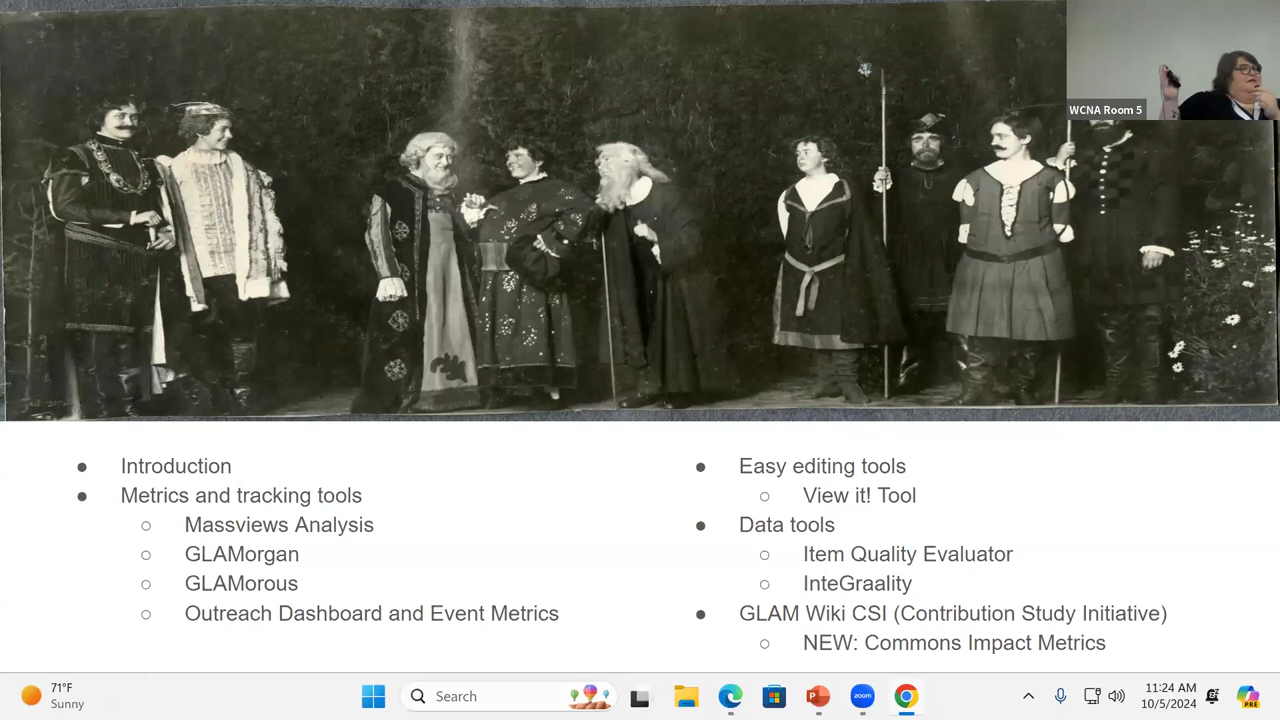 WCNA Room 5
● Introduction
● Metrics and tracking tools
○ Massviews Analysis
○ GLAMorgan
○ GLAMorous
○ Outreach Dashboard and Event Metrics
● Easy editing tools
○ View it! Tool
● Data tools
○ Item Quality Evaluator
○ InteGraality
● GLAM Wiki CSI (Contribution Study Initiative)
○ NEW: Commons Impact Metrics
71°F
Sunny
Search
zoom
11:24 AM
10/5/2024
PRE